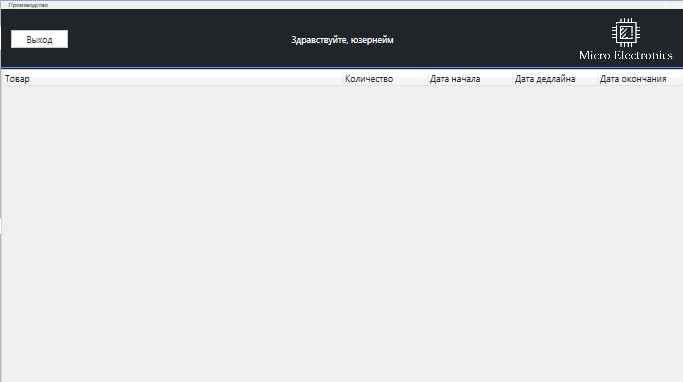 Производство
Выход
Здравствуйте, юзернейм
Micro Electronics
Товар Количество Дата начала Дата дедлайна Дата окончания